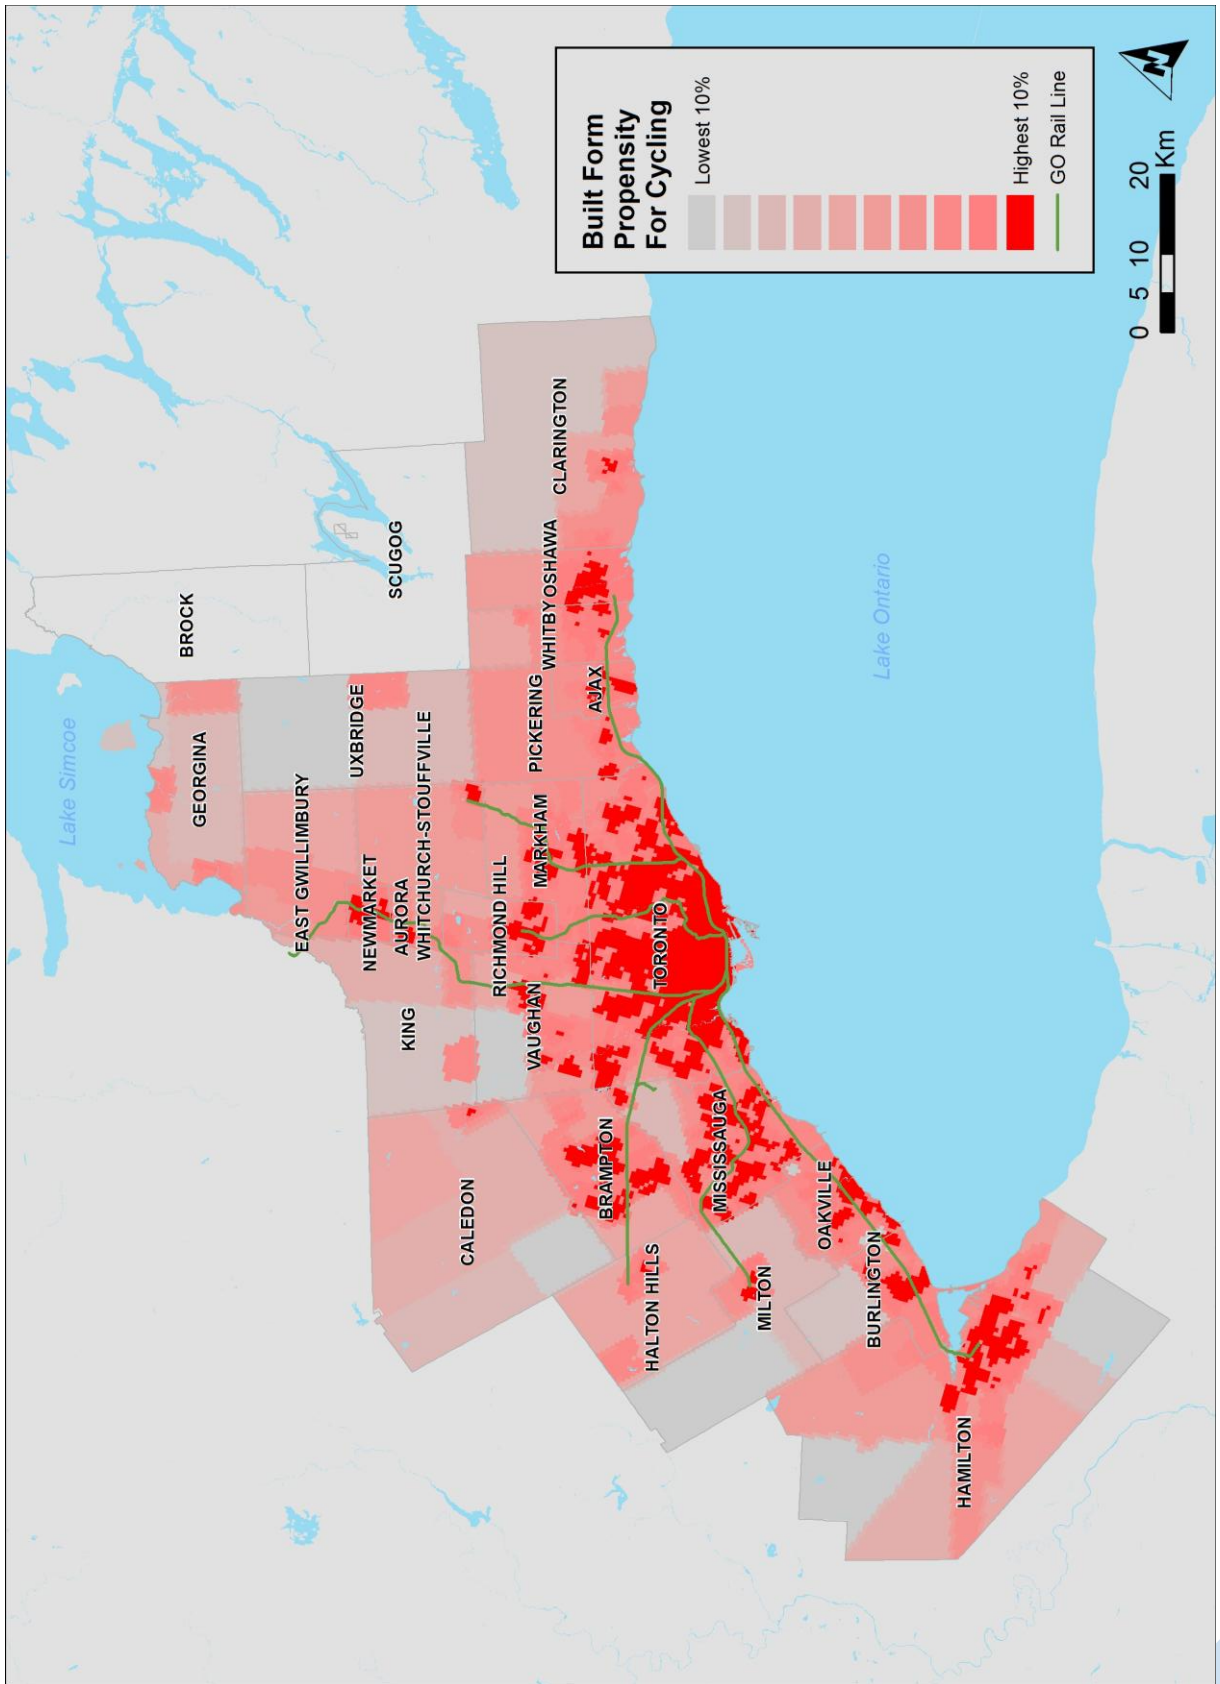 Built Form
Propensity
For Cycling
Lowest 10%
Highest 10%
GO Rail Line
N
0 5 10 20
Km
Lake Simcoe
BROCK
GEORGINA
SCUGOG
EAST GWILLIMBURY
UXBRIDGE
NEWMARKET
AURORA
WHITCHURCH-STOUFFVILLE
KING
CALEDON
RICHMOND HILL
VAUGHAN
MARKHAM
PICKERING
WHITBY
OSHAWA
CLARINGTON
AJAX
BRAMPTON
TORONTO
HALTON HILLS
MISSISSAUGA
MILTON
OAKVILLE
BURLINGTON
HAMILTON
Lake Ontario